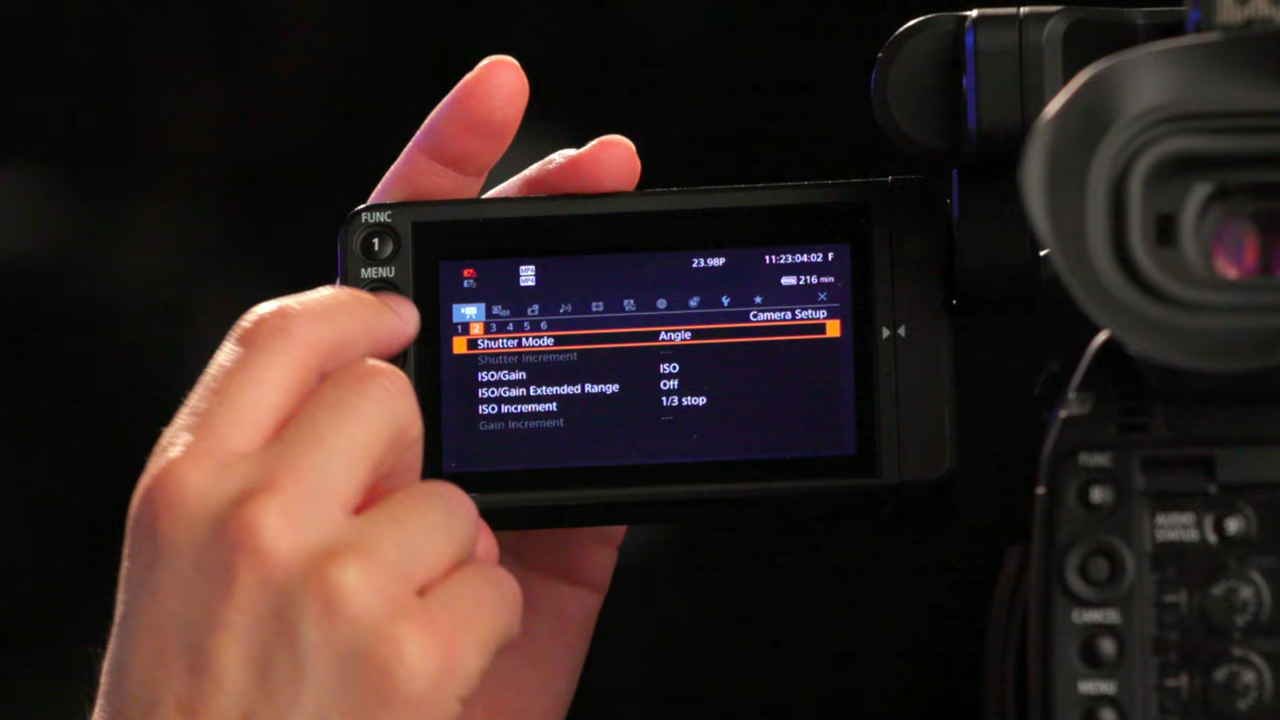 FUNC
1
MENU
MP4
MP4
23.98P
11:23:04:02 F
216 min
Camera Setup
1 2 3 4 5 6
Shutter Mode Angle
Shutter Increment ---
ISO/Gain ISO
ISO/Gain Extended Range Off
ISO Increment 1/3 stop
Gain Increment ---
FUNC
AUDIO
STATUS
CANCEL
MENU